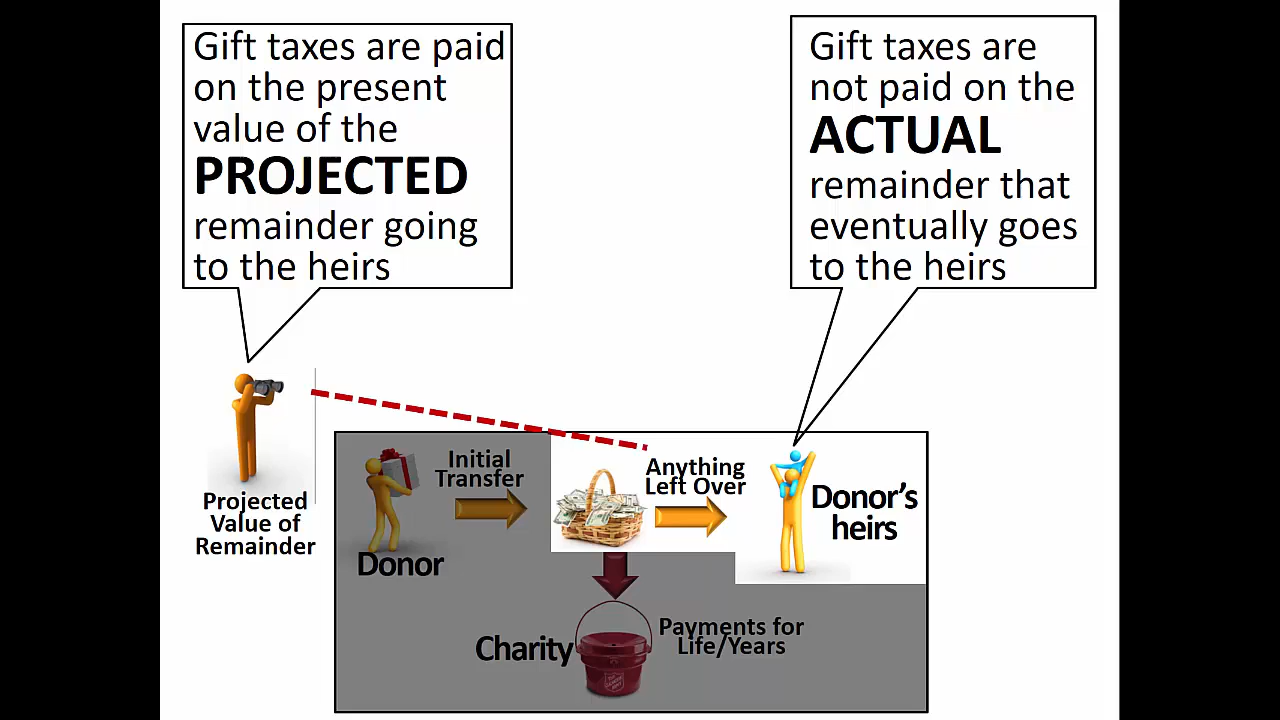 Gift taxes are paid
on the present
value of the
PROJECTED
remainder going
to the heirs
Gift taxes are
not paid on the
ACTUAL
remainder that
eventually goes
to the heirs
Projected
Value of
Remainder
Initial
Transfer
Anything
Left Over
Donor
Donor's
heirs
Charity
Payments for
Life/Years